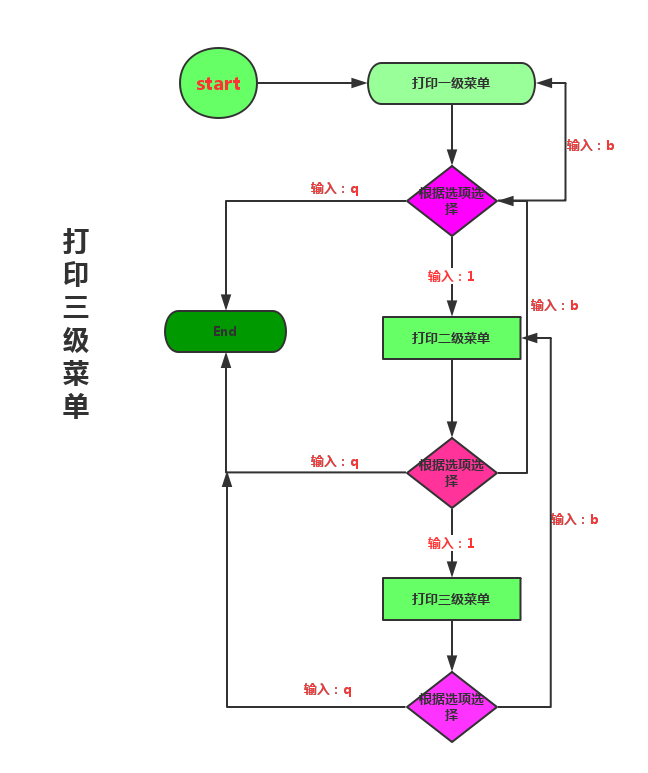 打印三级菜单
start
打印一级菜单
输入：b
根据选项选
择
输入：q
输入：1
输入：b
End
打印二级菜单
根据选项选
择
输入：q
输入：b
输入：1
打印三级菜单
根据选项选
择
输入：q